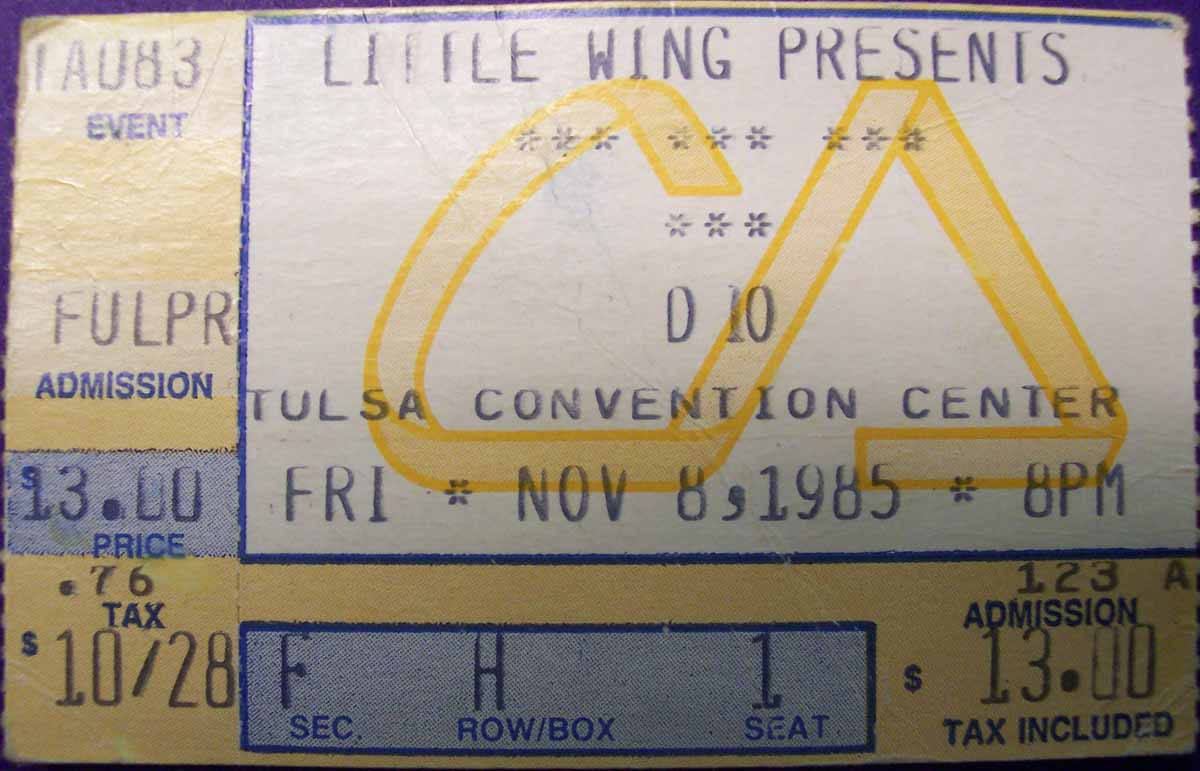 1AU83
EVENT
FULPR
ADMISSION
$13.00
PRICE
.76
TAX
$10/28
LITTLE WING PRESENTS
*** *** ***
***
D 10
TULSA CONVENTION CENTER
FRI * NOV 8,1985 * 8PM
F H 1
SEC. ROW/BOX SEAT
123 A
ADMISSION
$ 13.00
TAX INCLUDED